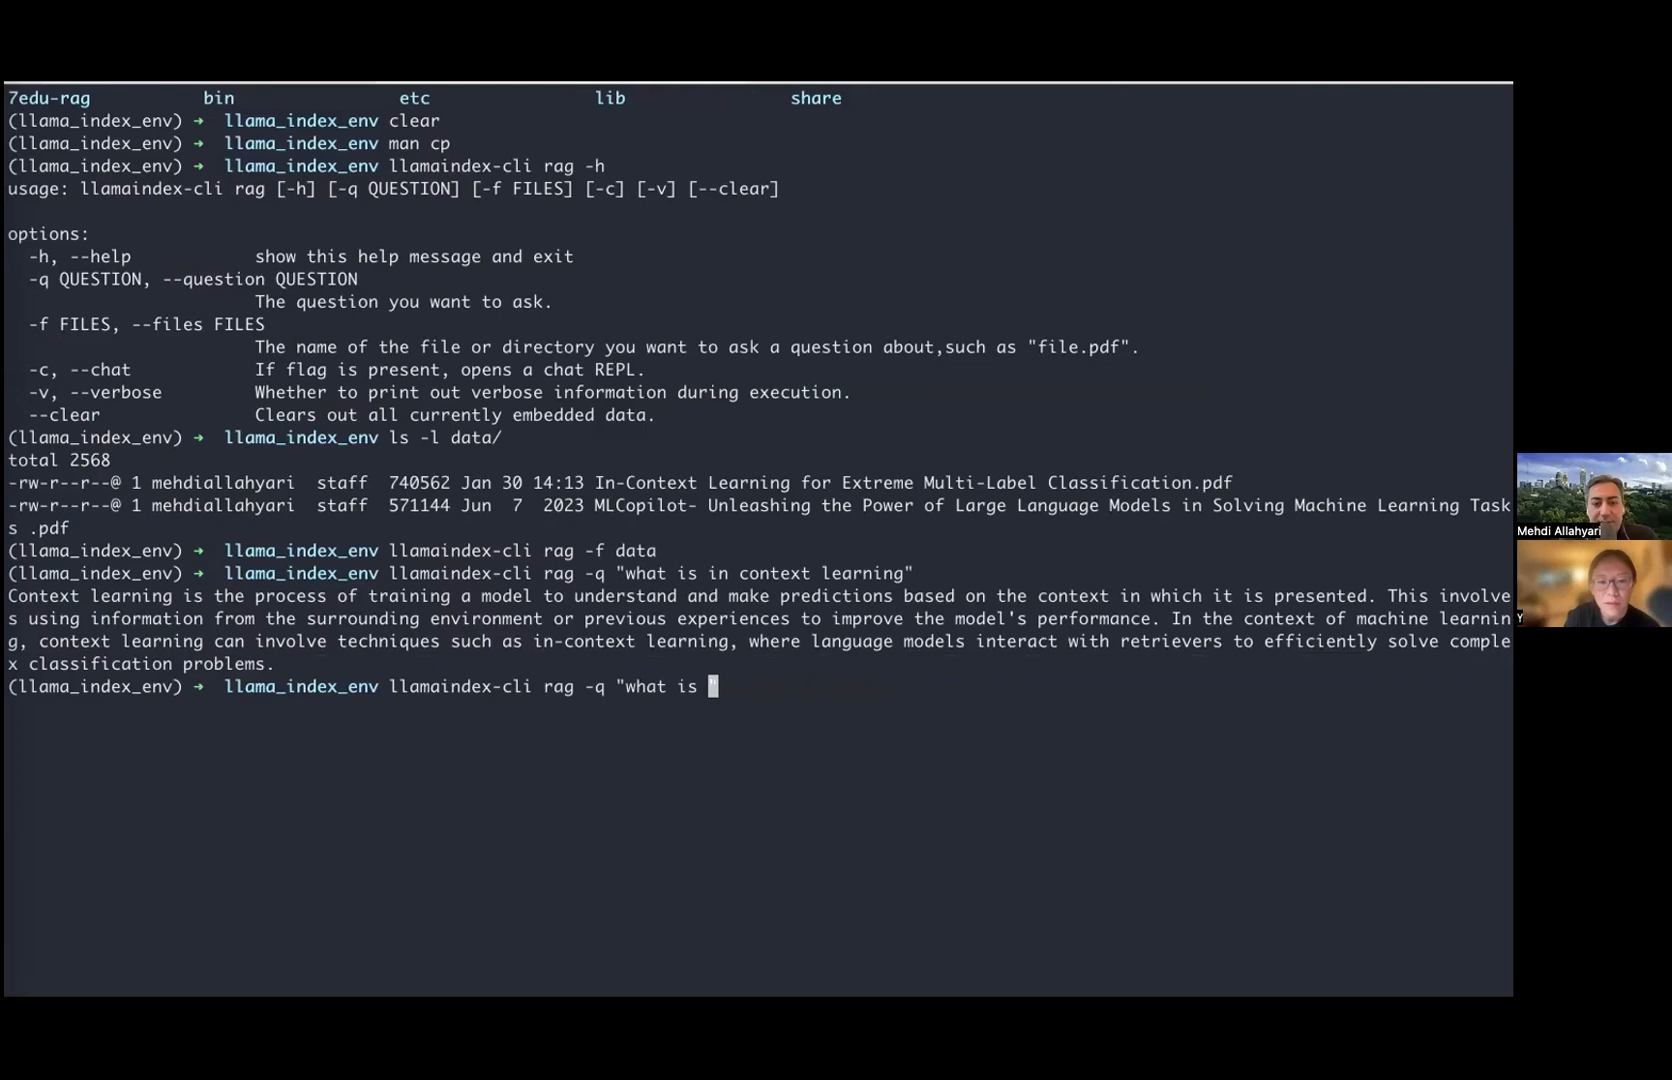 7edu-rag bin etc lib share
(llama_index_env) → llama_index_env clear
(llama_index_env) → llama_index_env man cp
(llama_index_env) → llama_index_env llamaindex-cli rag -h
usage: llamaindex-cli rag [-h] [-q QUESTION] [-f FILES] [-c] [-v] [--clear]
options:
-h, --help show this help message and exit
-q QUESTION, --question QUESTION
The question you want to ask.
-f FILES, --files FILES
The name of the file or directory you want to ask a question about,such as "file.pdf".
-c, --chat If flag is present, opens a chat REPL.
-v, --verbose Whether to print out verbose information during execution.
--clear Clears out all currently embedded data.
(llama_index_env) → llama_index_env ls -l data/
total 2568
-rw-r--r--@ 1 mehdiallahyari staff 740562 Jan 30 14:13 In-Context Learning for Extreme Multi-Label Classification.pdf
-rw-r--r--@ 1 mehdiallahyari staff 571144 Jun 7 2023 MLCopilot- Unleashing the Power of Large Language Models in Solving Machine Learning Task
s .pdf
(llama_index_env) → llama_index_env llamaindex-cli rag -f data
(llama_index_env) → llama_index_env llamaindex-cli rag -q "what is in context learning"
Context learning is the process of training a model to understand and make predictions based on the context in which it is presented. This involve
s using information from the surrounding environment or previous experiences to improve the model's performance. In the context of machine learnin
g, context learning can involve techniques such as in-context learning, where language models interact with retrievers to efficiently solve comple
x classification problems.
(llama_index_env) → llama_index_env llamaindex-cli rag -q "what is "
Mehdi Allahyari
Y